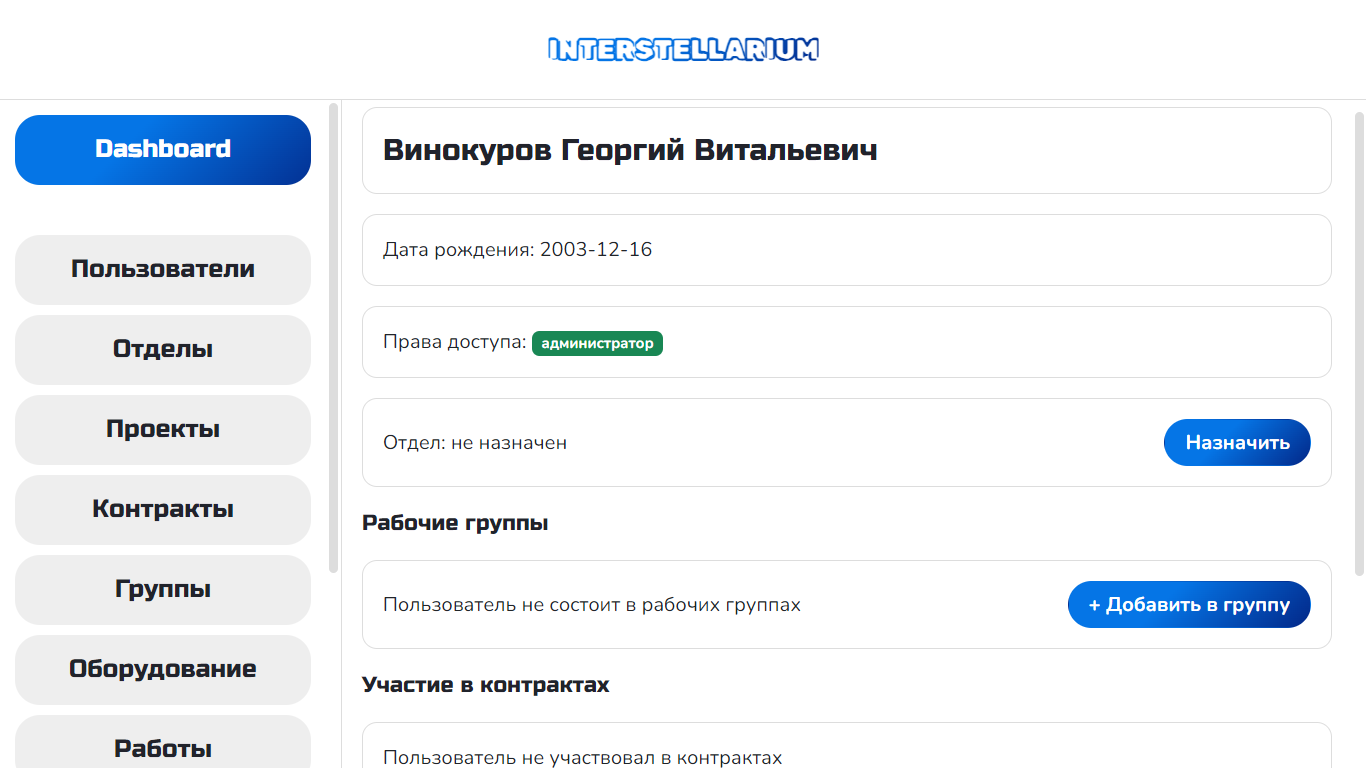 INTERSTELLARIUM
Dashboard
Пользователи
Отделы
Проекты
Контракты
Группы
Оборудование
Работы
Винокуров Георгий Витальевич
Дата рождения: 2003-12-16
Права доступа: администратор
Отдел: не назначен
Назначить
Рабочие группы
Пользователь не состоит в рабочих группах
+ Добавить в группу
Участие в контрактах
Пользователь не участвовал в контрактах